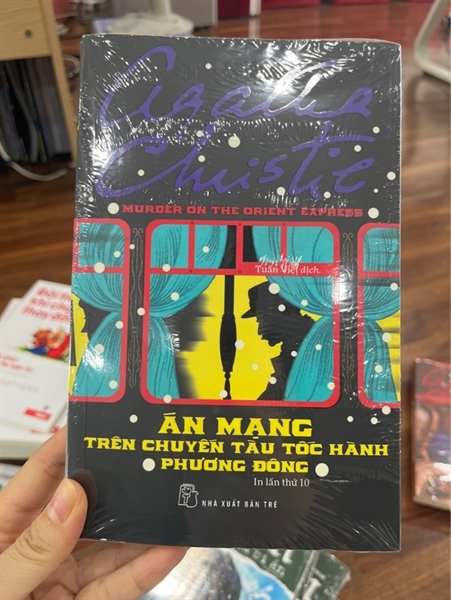 Agatha
Christie
MURDER ON THE ORIENT EXPRESS
Tuấn Việt dịch.
ÁN MẠNG
TRÊN CHUYẾN TÀU TỐC HÀNH
PHƯƠNG ĐÔNG
In lần thứ 10
NHÀ XUẤT BẢN TRẺ